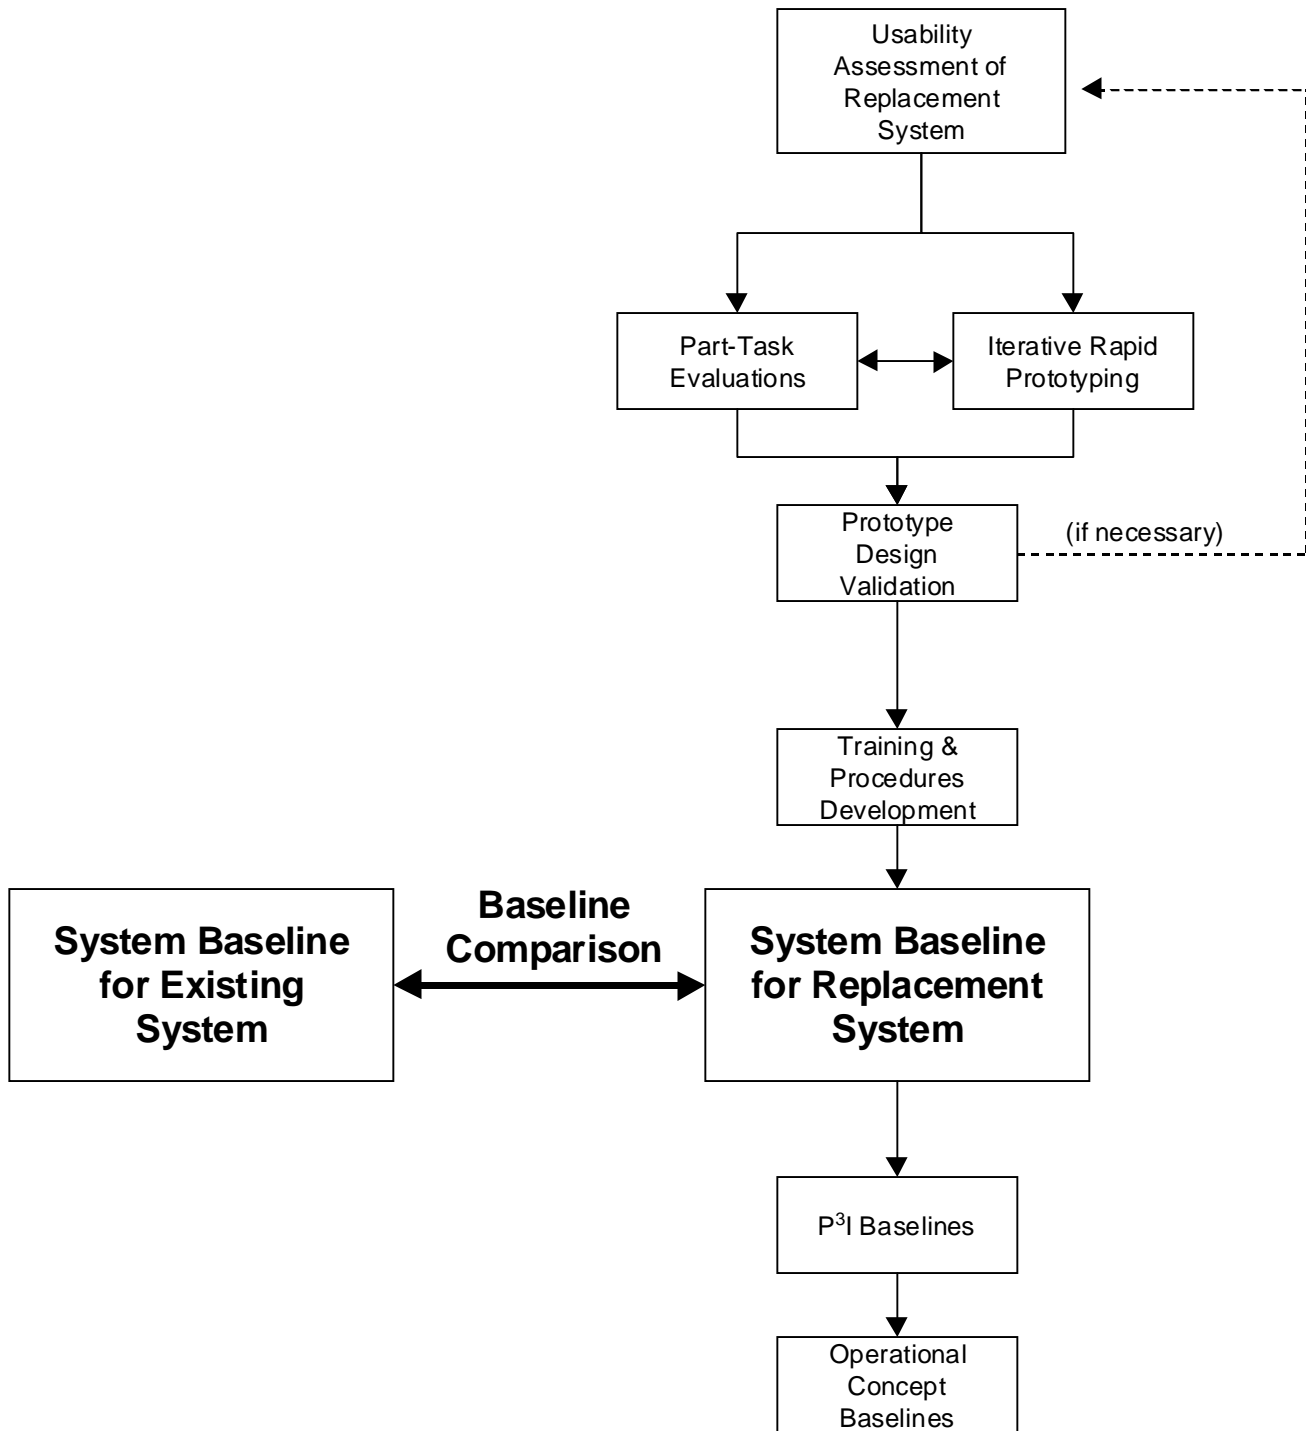 Usability
Assessment of
Replacement
System
Part-Task
Evaluations
Iterative Rapid
Prototyping
Prototype
Design
Validation
(if necessary)
Training &
Procedures
Development
System Baseline
for Existing
System
Baseline
Comparison
System Baseline
for Replacement
System
P³I Baselines
Operational
Concept
Baselines